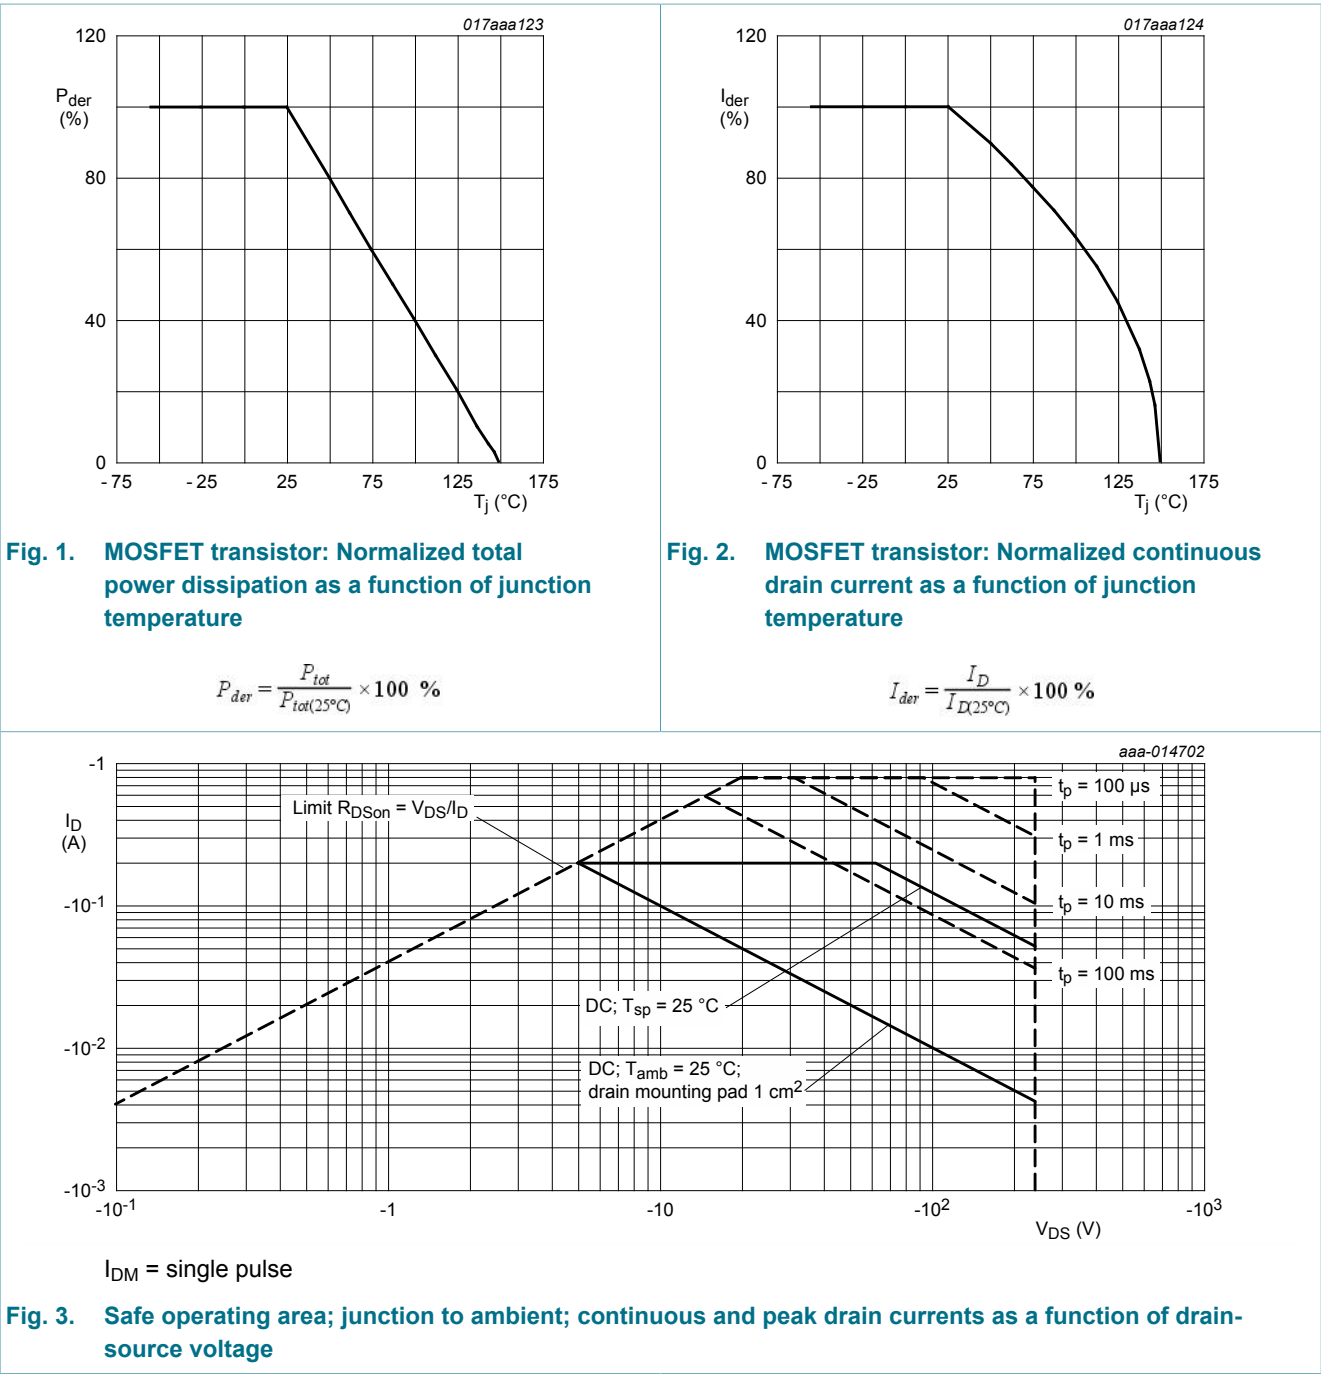 017aaa123
120
P_der
(%)
80
40
0
-75 -25 25 75 125 175
T_j (°C)
Fig. 1. MOSFET transistor: Normalized total
power dissipation as a function of junction
temperature
P_der = P_tot / P_tot(25°C) × 100 %
017aaa124
120
I_der
(%)
80
40
0
-75 -25 25 75 125 175
T_j (°C)
Fig. 2. MOSFET transistor: Normalized continuous
drain current as a function of junction
temperature
I_der = I_D / I_D(25°C) × 100 %
aaa-014702
-1
I_D
(A)
-10^-1
-10^-2
-10^-3
Limit R_DSon = V_DS/I_D
t_p = 100 µs
t_p = 1 ms
t_p = 10 ms
t_p = 100 ms
DC; T_sp = 25 °C
DC; T_amb = 25 °C;
drain mounting pad 1 cm^2
-10^-1 -1 -10 -10^2 -10^3
V_DS (V)
I_DM = single pulse
Fig. 3. Safe operating area; junction to ambient; continuous and peak drain currents as a function of drain-
source voltage